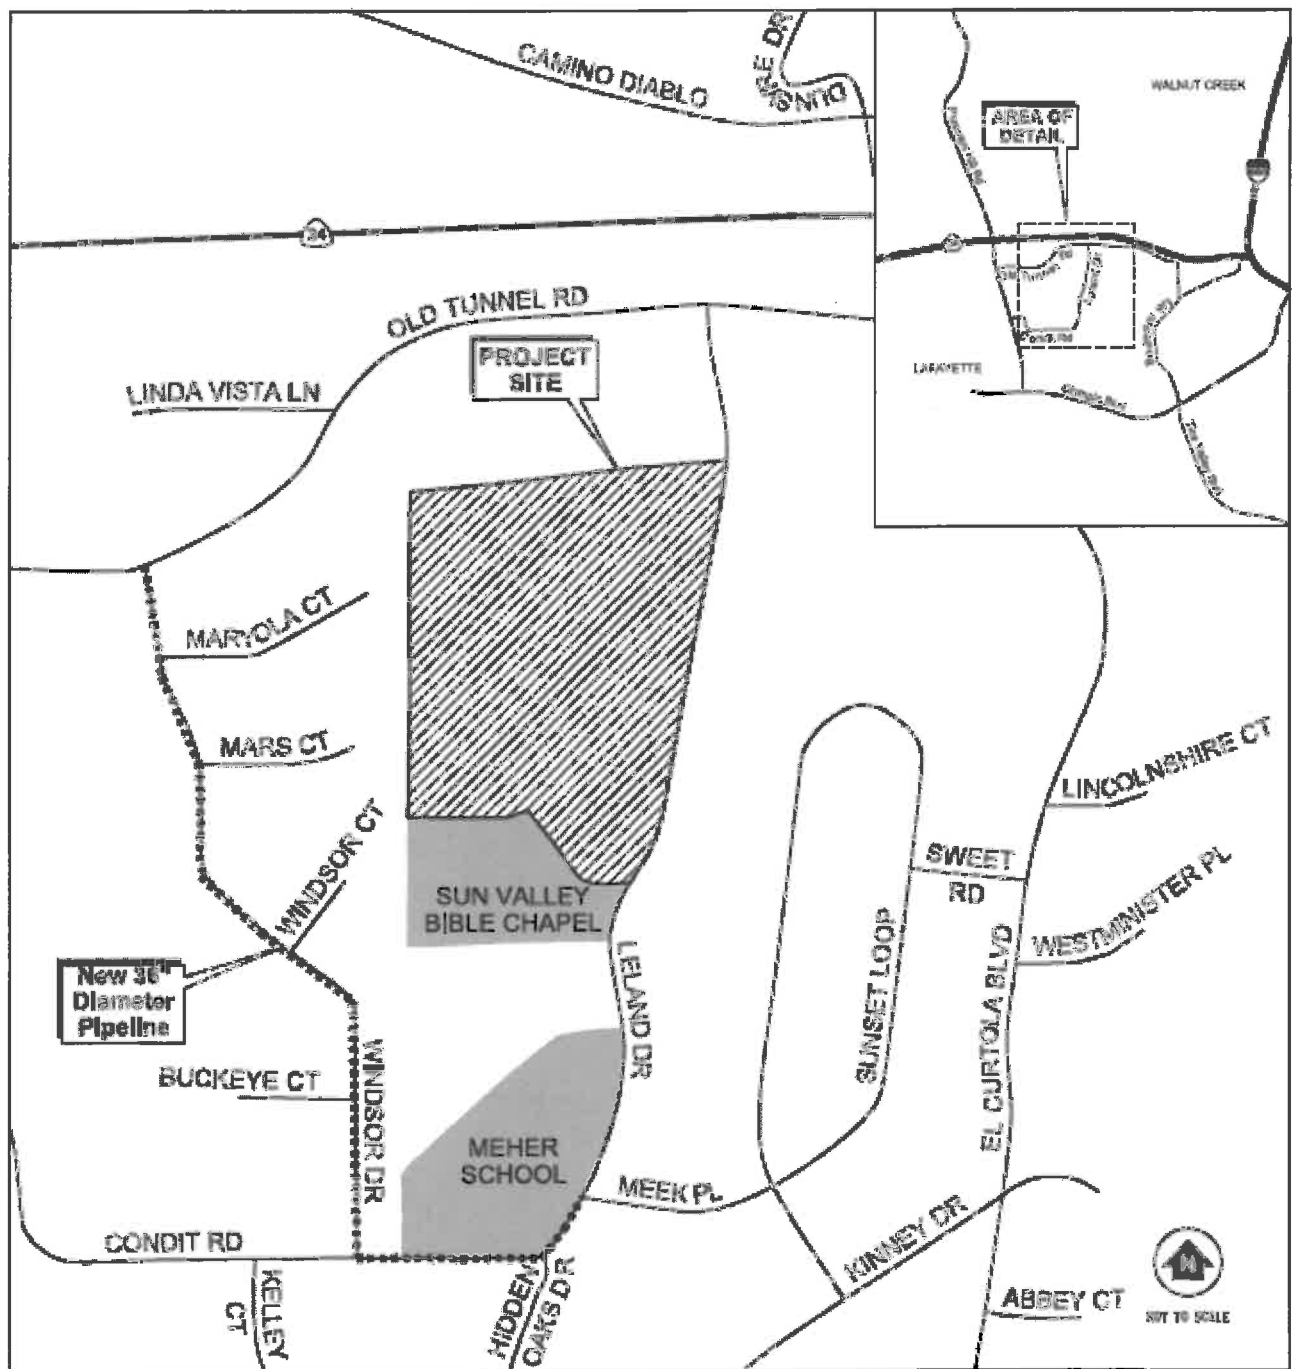 CAMINO DIABLO
24
OLD TUNNEL RD
PROJECT
SITE
LINDA VISTA LN
WALNUT CREEK
AREA OF
DETAIL
LAFAYETTE
MARYOLA CT
MARS CT
WINDSOR CT
LINCOLNSHIRE CT
SWEET
RD
WESTMINISTER PL
SUN VALLEY
BIBLE CHAPEL
New 36"
Diameter
Pipeline
LELAND DR
SUNSET LOOP
EL CURTOLA BLVD
BUCKEYE CT
WINDSOR DR
MEHER
SCHOOL
MEEK PL
KINNEY DR
CONDIT RD
KELLEY
CT
HIDDEN
OAKS DR
ABBEY CT
N
NOT TO SCALE